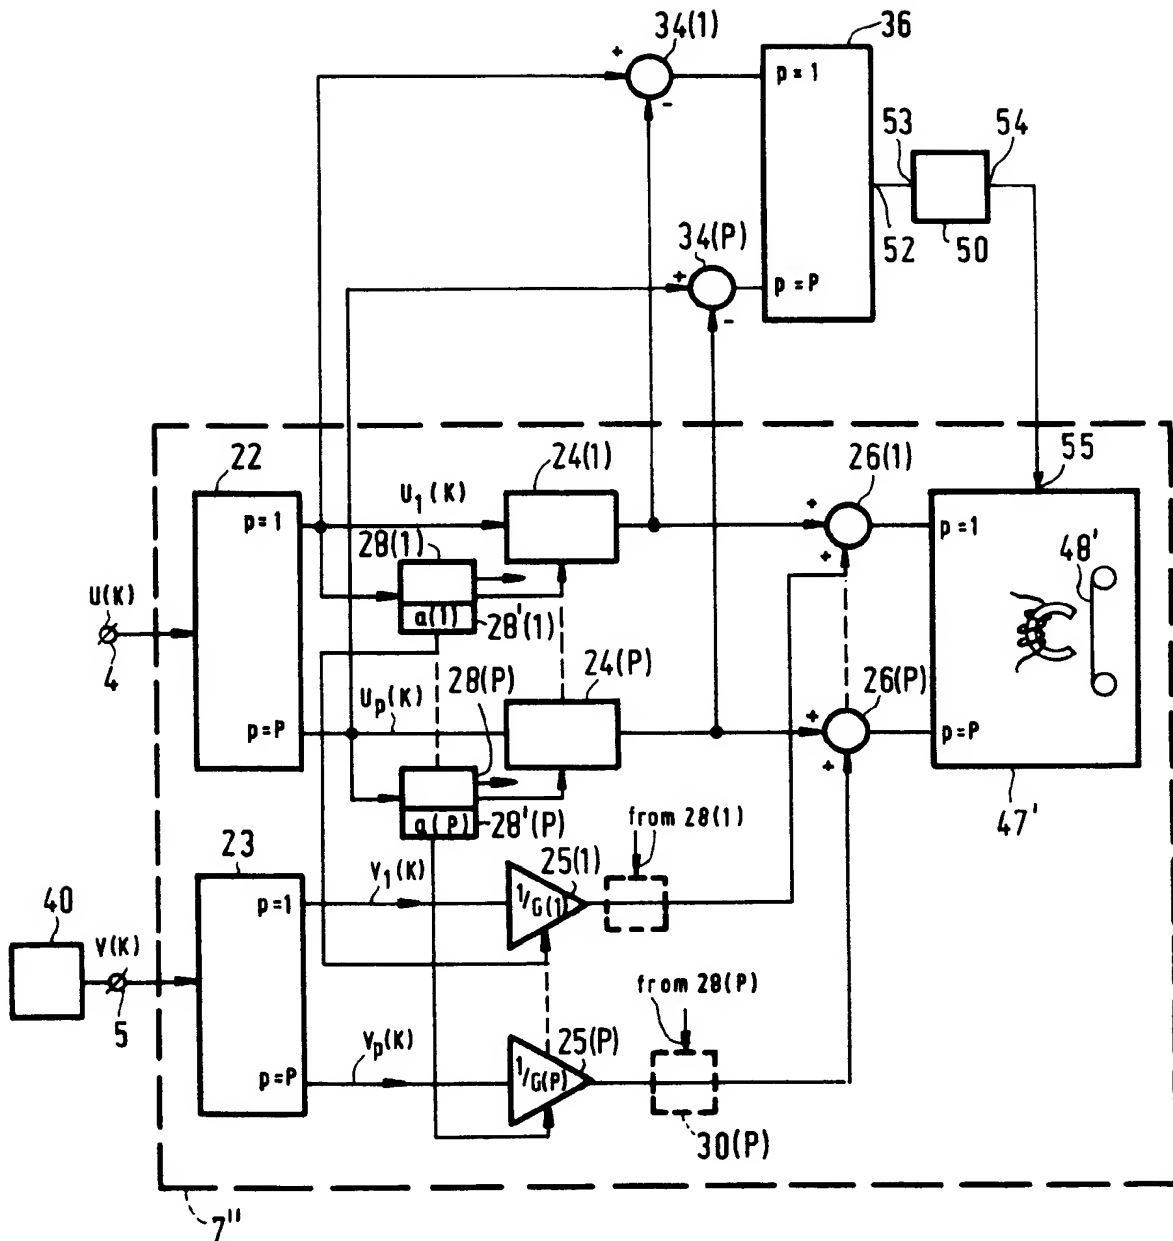 34(1)
36
+
p=1
-
53
54
34(P)
+
52
50
p=P
-
22
24(1)
26(1)
55
U1(K)
p=1
+
p=1
28(1)
+
48'
U(K)
a(1)
28'(1)
4
28(P)
24(P)
26(P)
Up(K)
p=P
+
p=P
+
a(P)
28'(P)
from 28(1)
47'
23
V1(K)
25(1)
p=1
1/G(1)
40
V(K)
5
from 28(P)
Vp(K)
25(P)
p=P
1/G(P)
30(P)
7"